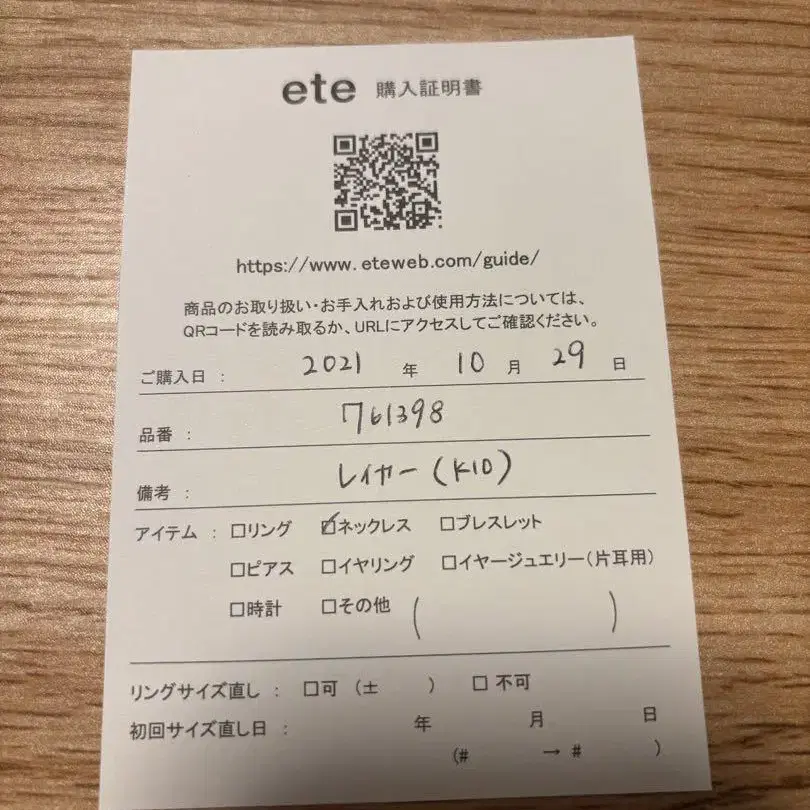 ete 購入証明書
https://www.eteweb.com/guide/
商品のお取り扱い・お手入れおよび使用方法については、
QRコードを読み取るか、URLにアクセスしてご確認ください。
ご購入日 : 2021 年 10 月 29 日
品番 : 761398
備考 : レイヤー(K10)
アイテム : □リング ☑ネックレス □ブレスレット
□ピアス □イヤリング □イヤージュエリー(片耳用)
□時計 □その他 ( )
リングサイズ直し : □可 (± ) □不可
初回サイズ直し日 : 年 月 日
(# → # )